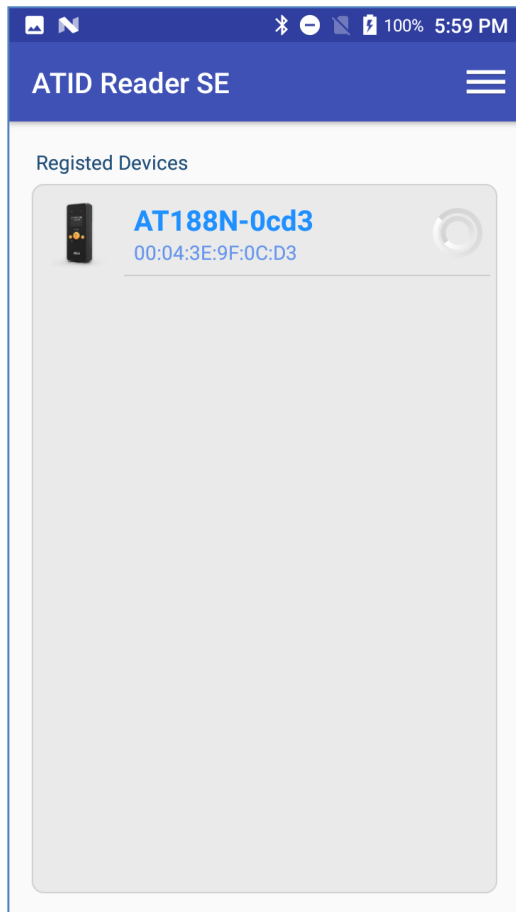 100% 5:59 PM
ATID Reader SE
Registed Devices
AT188N-0cd3
00:04:3E:9F:0C:D3